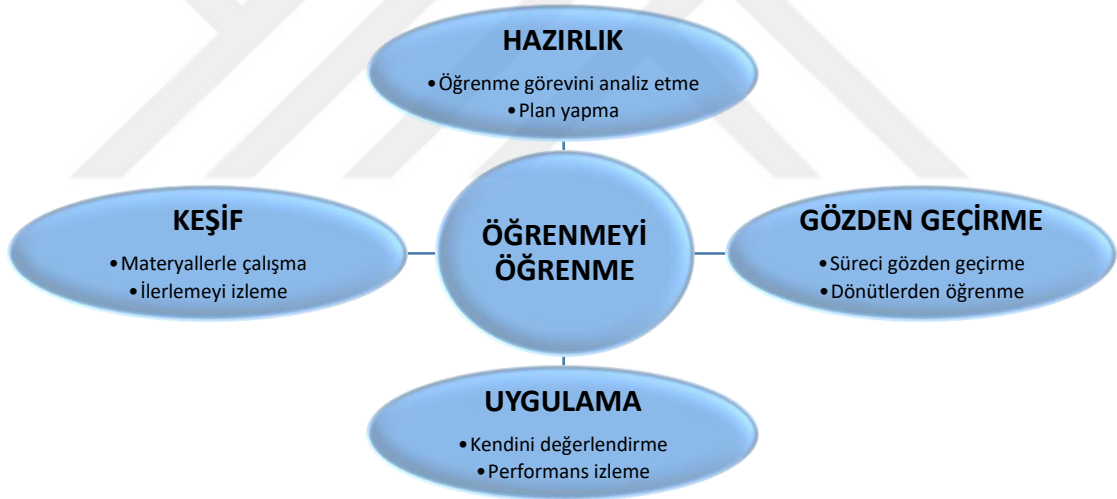 HAZIRLIK
•Öğrenme görevini analiz etme
•Plan yapma
KEŞİF
•Materyallerle çalışma
•İlerlemeyi izleme
ÖĞRENMEYİ
ÖĞRENME
GÖZDEN GEÇİRME
•Süreci gözden geçirme
•Dönütlerden öğrenme
UYGULAMA
•Kendini değerlendirme
•Performans izleme